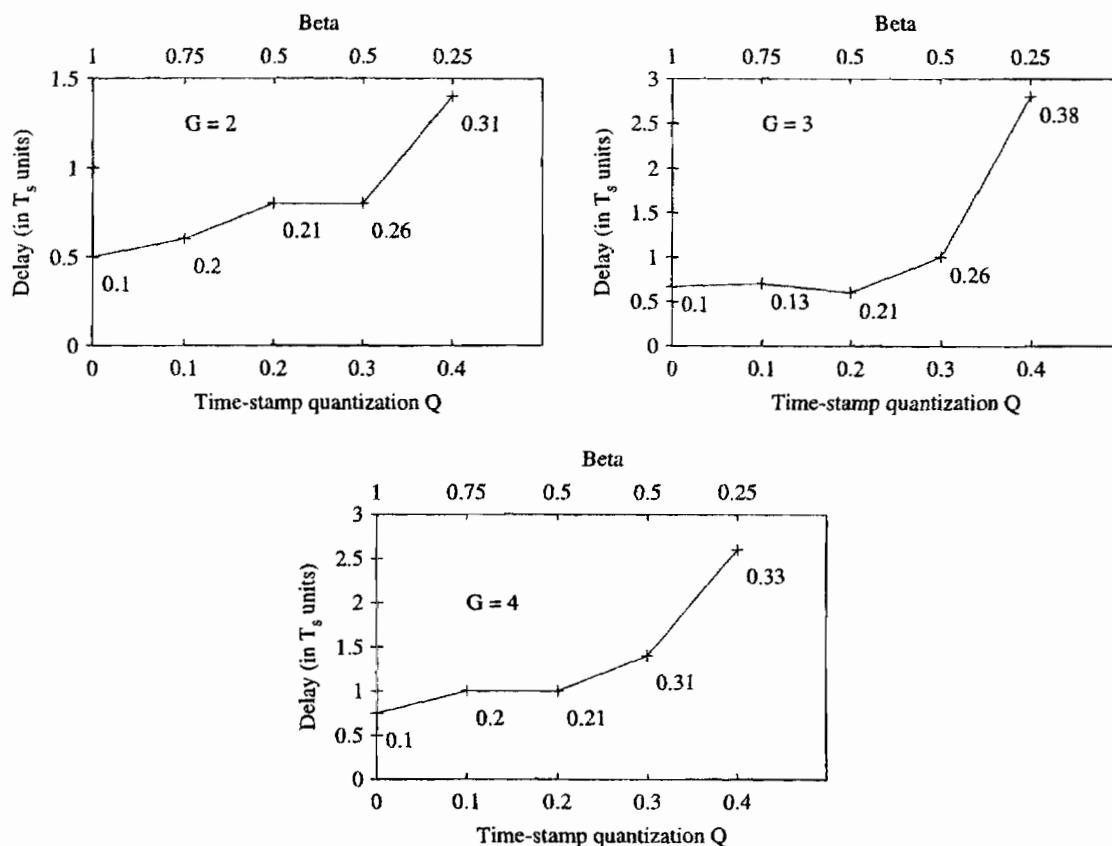 Beta
1 0.75 0.5 0.5 0.25
1.5
G = 2
0.31
1
Delay (in T_s units)
0.21 0.26
0.5
0.2
0.1
0
0 0.1 0.2 0.3 0.4
Time-stamp quantization Q
Beta
1 0.75 0.5 0.5 0.25
3
G = 3
0.38
2.5
2
Delay (in T_s units)
1.5
1
0.26
0.5
0.1 0.13 0.21
0
0 0.1 0.2 0.3 0.4
Time-stamp quantization Q
Beta
1 0.75 0.5 0.5 0.25
3
2.5
0.33
G = 4
2
Delay (in T_s units)
1.5
0.31
1
0.2 0.21
0.5
0.1
0
0 0.1 0.2 0.3 0.4
Time-stamp quantization Q